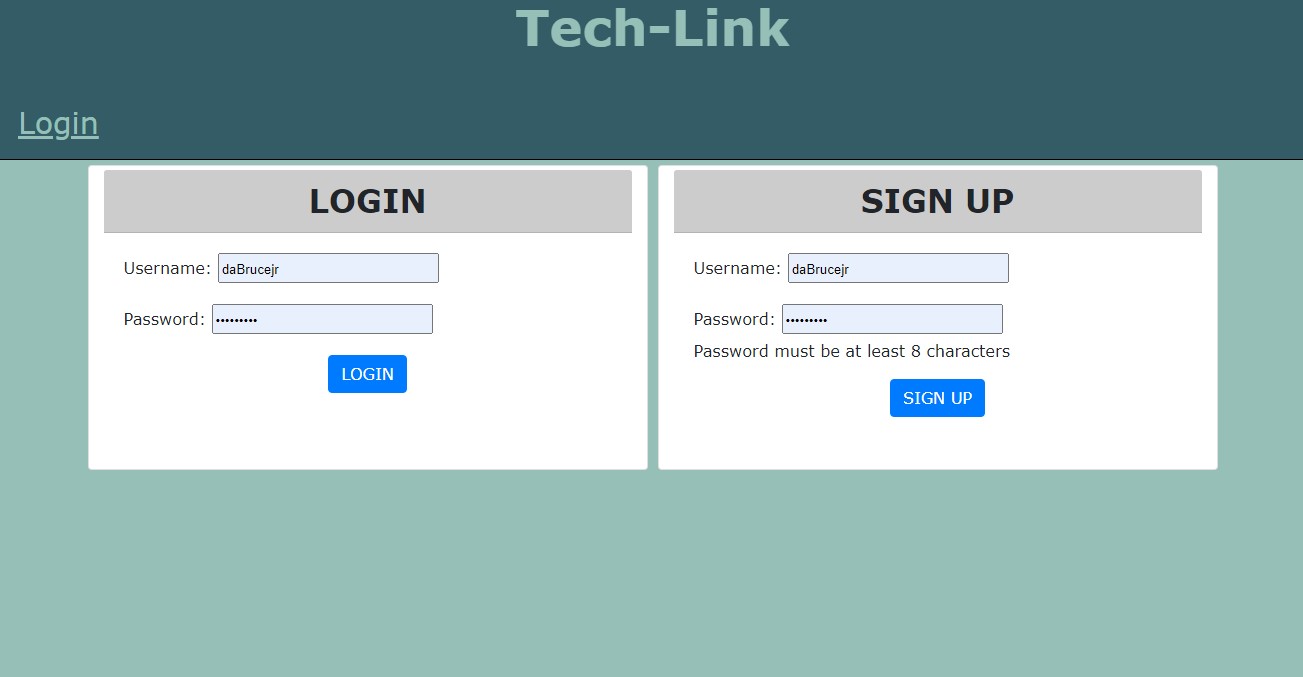 Tech-Link
Login
LOGIN
Username: daBrucejr
Password: •••••••••
LOGIN
SIGN UP
Username: daBrucejr
Password: •••••••••
Password must be at least 8 characters
SIGN UP